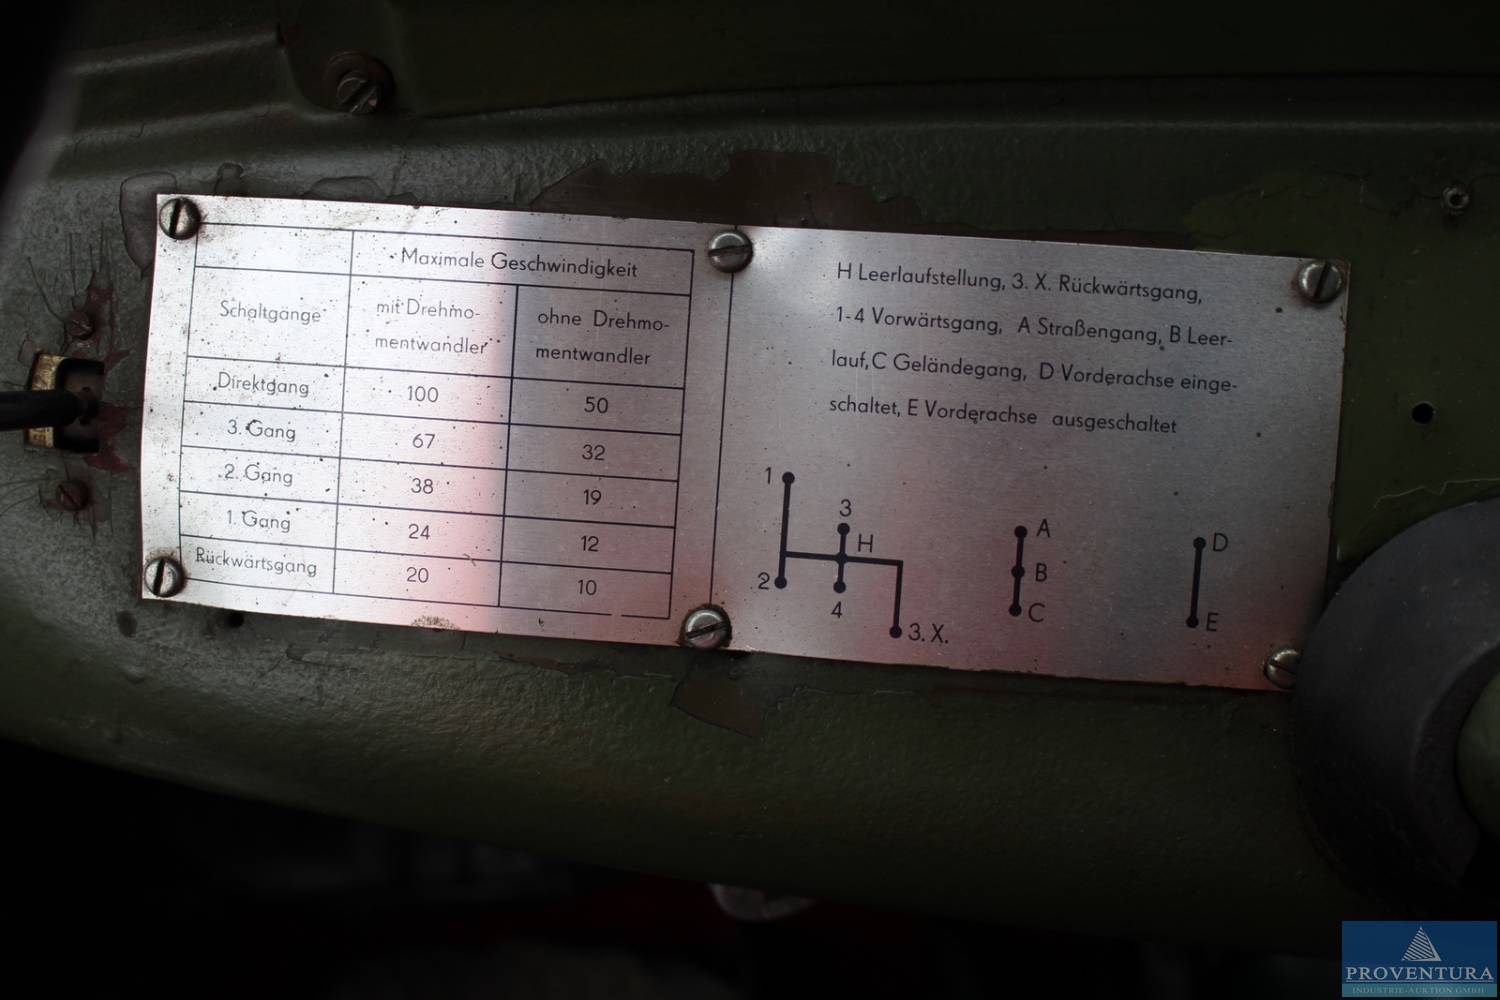 Maximale Geschwindigkeit
Schaltgänge
mit Drehmo-
mentwandler
ohne Drehmo-
mentwandler
Direktgang 100 50
3. Gang 67 32
2. Gang 38 19
1. Gang 24 12
Rückwärtsgang 20 10
H Leerlaufstellung, 3. X. Rückwärtsgang,
1-4 Vorwärtsgang, A Straßengang, B Leer-
lauf, C Geländegang, D Vorderachse einge-
schaltet, E Vorderachse ausgeschaltet
1
3
H
2
4
3. X.
A
B
C
D
E
PROVENTURA
INDUSTRIE-AUKTION GMBH